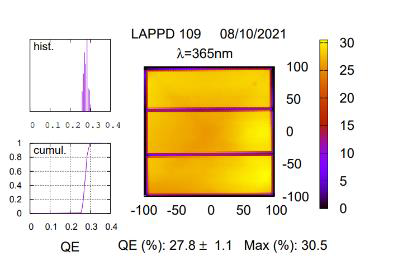 LAPPD 109 08/10/2021
λ=365nm
hist.
0 0.1 0.2 0.3 0.4
cumul.
1
0.8
0.6
0.4
0.2
0
0 0.1 0.2 0.3 0.4
QE
100
50
0
-50
-100
-100 -50 0 50 100
30
25
20
15
10
5
0
QE (%): 27.8 ± 1.1 Max (%): 30.5